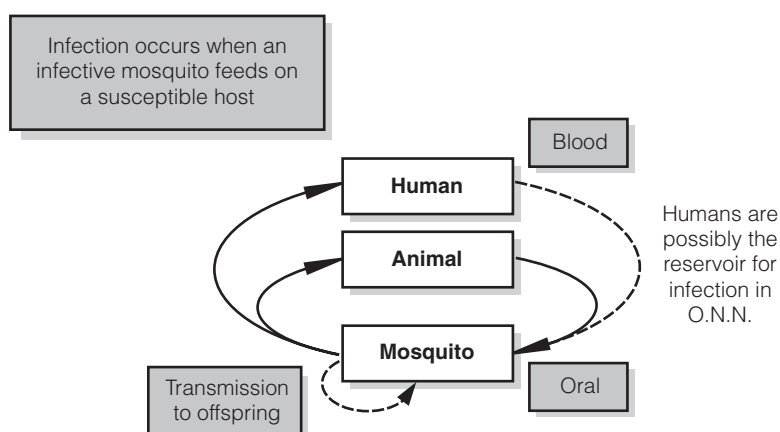 Infection occurs when an
infective mosquito feeds on
a susceptible host
Blood
Human
Humans are
possibly the
reservoir for
infection in
O.N.N.
Animal
Mosquito
Transmission
to offspring
Oral